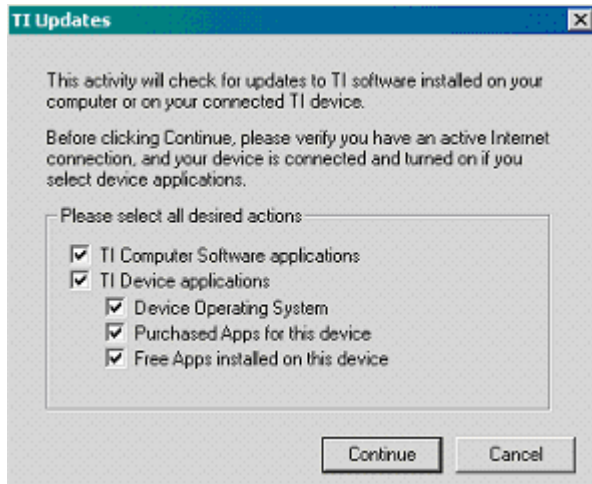 TI Updates
This activity will check for updates to TI software installed on your
computer or on your connected TI device.
Before clicking Continue, please verify you have an active Internet
connection, and your device is connected and turned on if you
select device applications.
Please select all desired actions
TI Computer Software applications
TI Device applications
Device Operating System
Purchased Apps for this device
Free Apps installed on this device
Continue Cancel